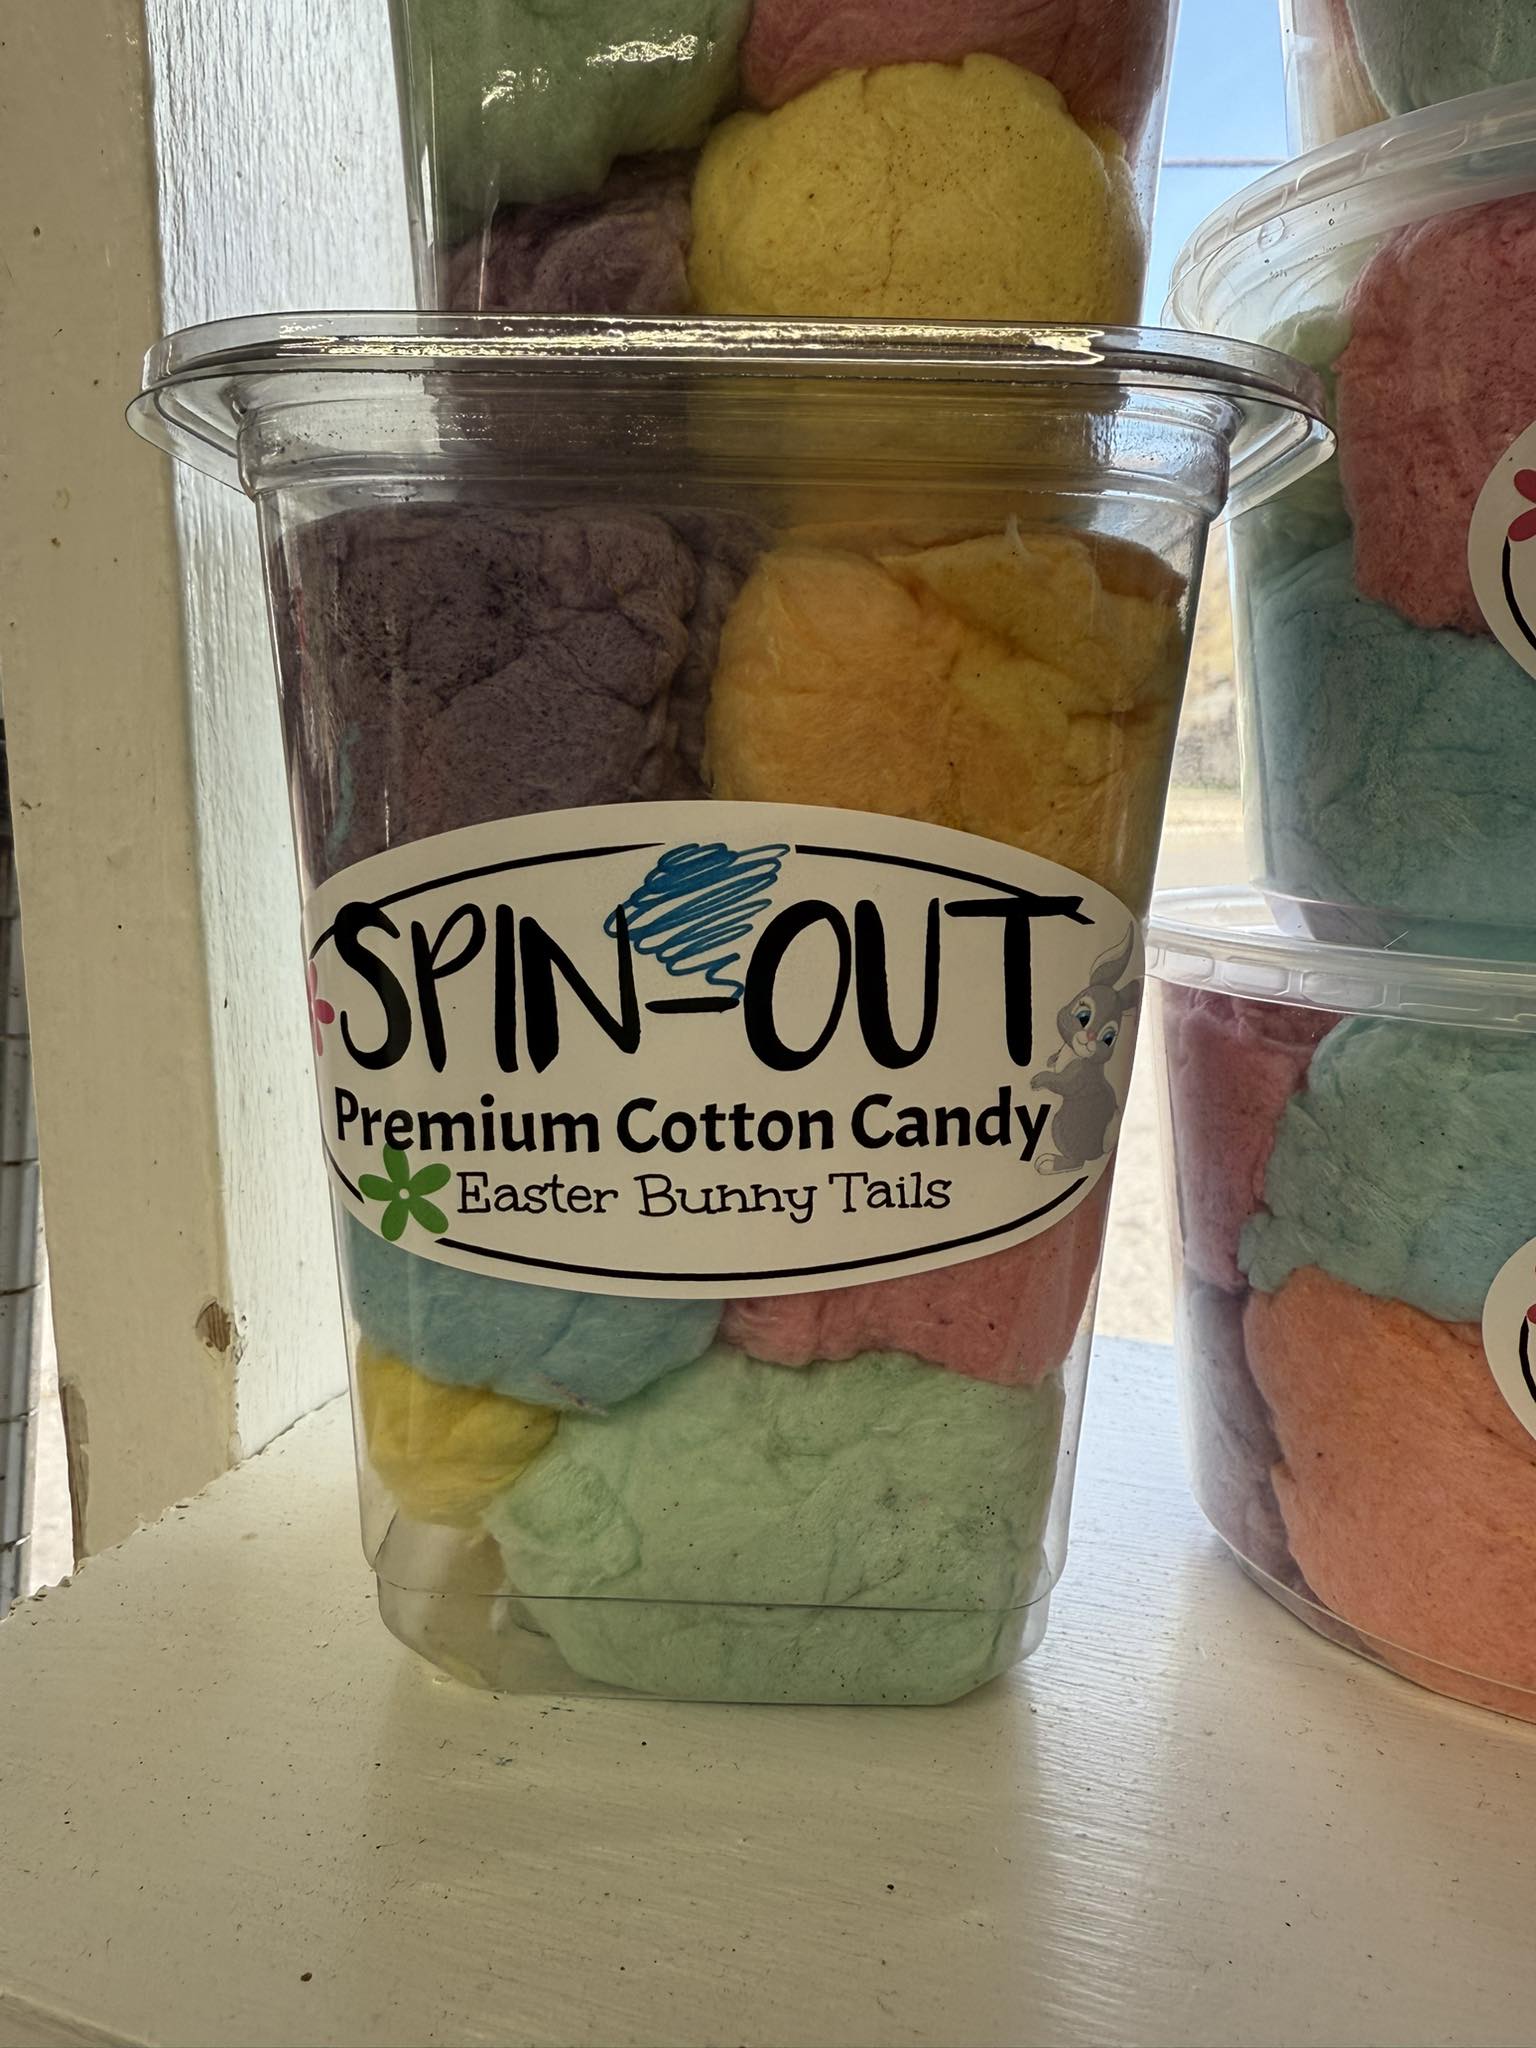 SPIN-OUT
Premium Cotton Candy
Easter Bunny Tails